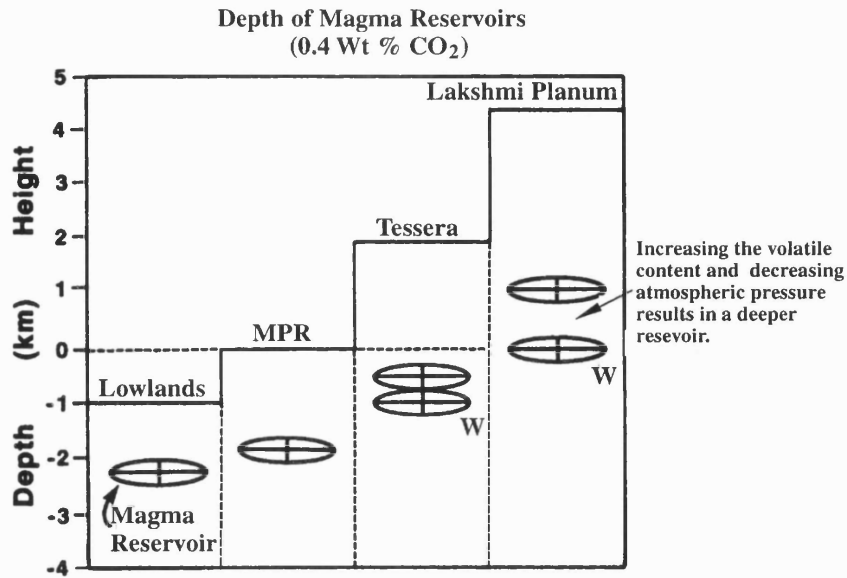 Depth of Magma Reservoirs
(0.4 Wt % CO₂)
Height
(km)
Depth
5
4
3
2
1
0
-1
-2
-3
-4
Lakshmi Planum
Tessera
MPR
Lowlands
W
W
Magma
Reservoir
Increasing the volatile
content and decreasing
atmospheric pressure
results in a deeper
resevoir.